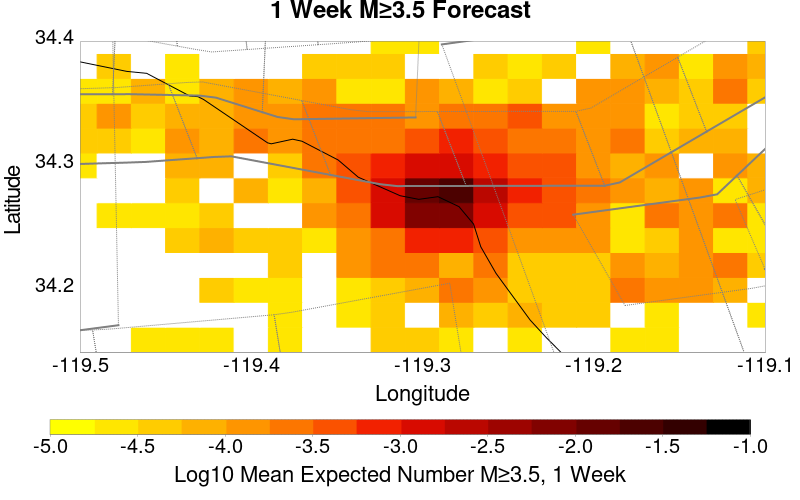 1 Week M≥3.5 Forecast
34.4
34.3
34.2
Latitude
-119.5 -119.4 -119.3 -119.2 -119.1
Longitude
-5.0 -4.5 -4.0 -3.5 -3.0 -2.5 -2.0 -1.5 -1.0
Log10 Mean Expected Number M≥3.5, 1 Week